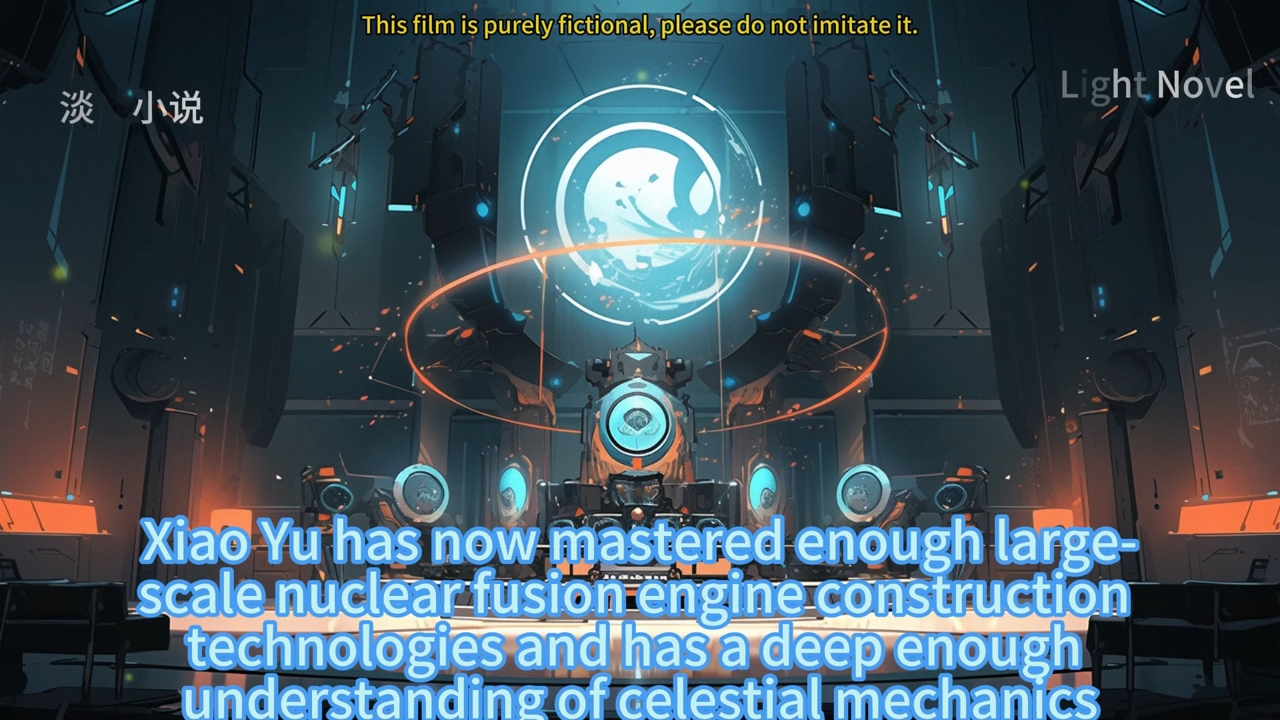 This film is purely fictional, please do not imitate it.
淡 小说
Light Novel
Xiao Yu has now mastered enough large-
scale nuclear fusion engine construction
technologies and has a deep enough
understanding of celestial mechanics